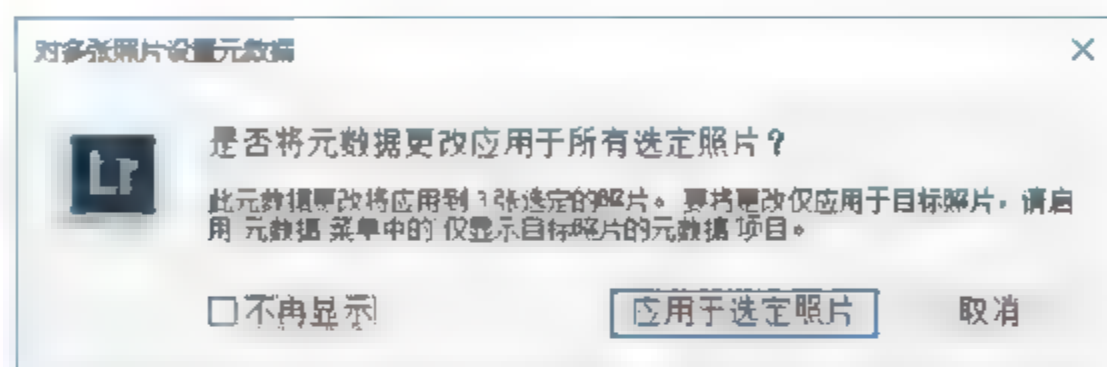 对多张照片设置元数据
Lr
是否将元数据更改应用于所有选定照片？
此元数据更改将应用到 3 张选定的照片。要将更改仅应用于目标照片，请启
用 元数据 菜单中的 仅显示目标照片的元数据 项目。
不再显示
应用于选定照片
取消